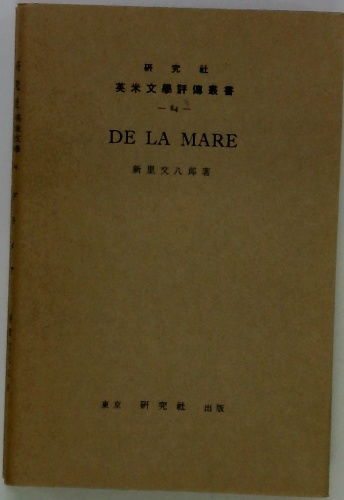 研究社
英米文學評傳叢書
— 84 —
DE LA MARE
新里文八郎著
東京 研究社 出版